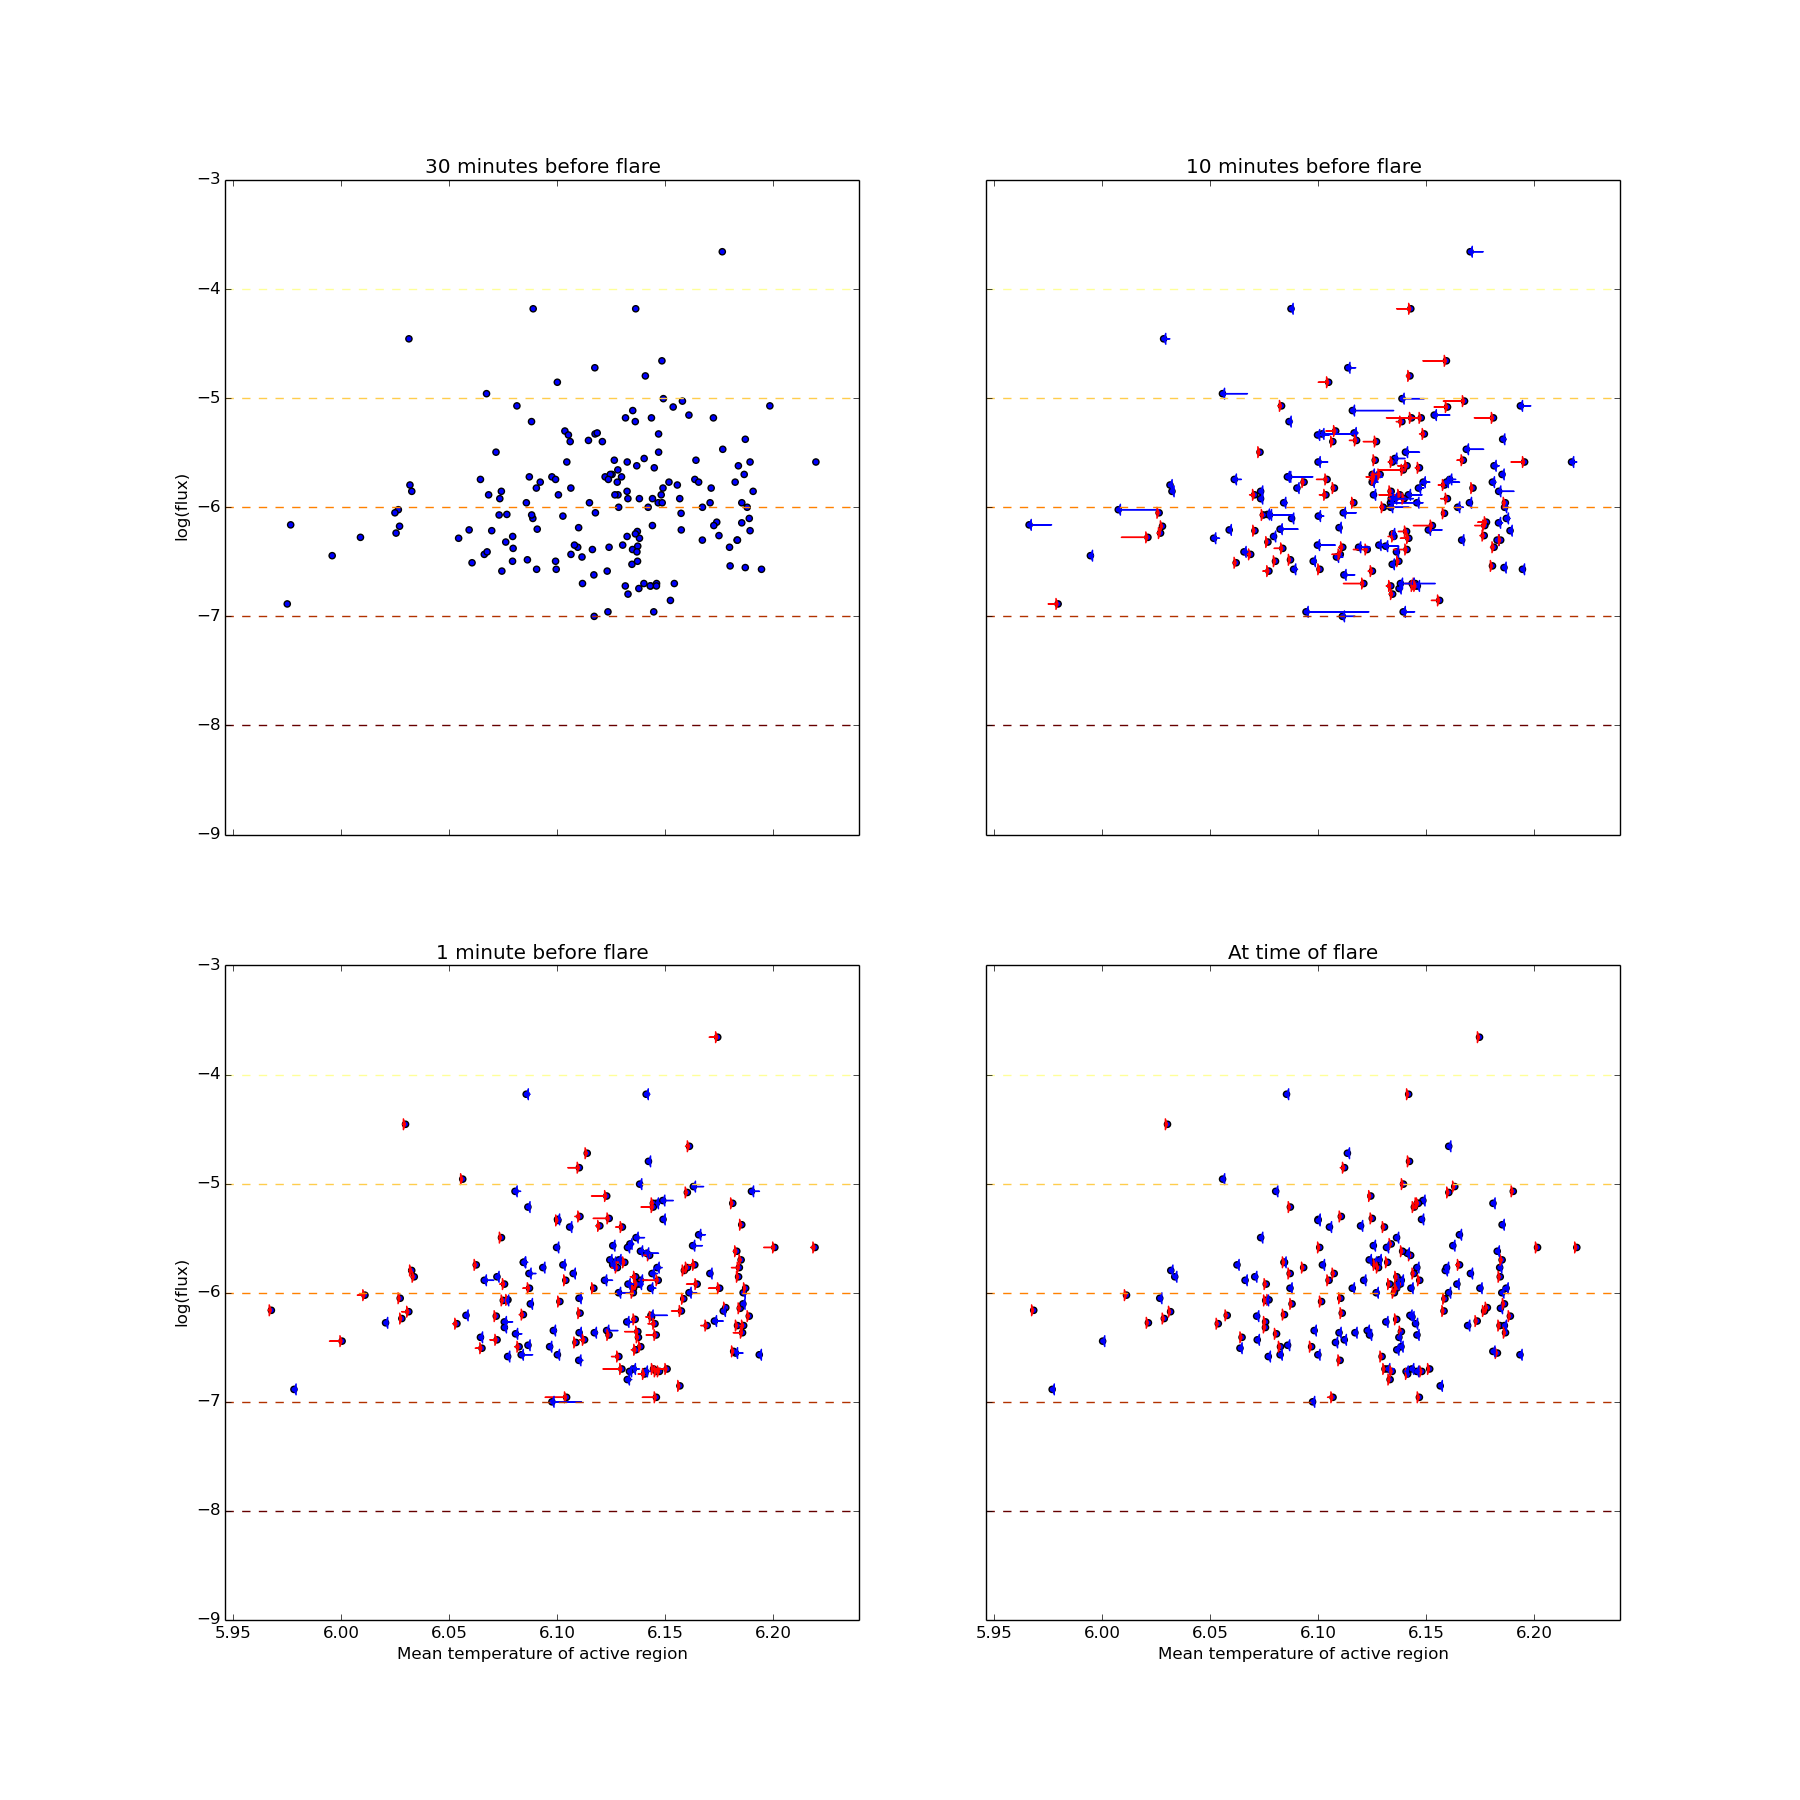 30 minutes before flare
10 minutes before flare
−3
−4
−5
−6
−7
−8
−9
log(flux)
1 minute before flare
At time of flare
−3
−4
−5
−6
−7
−8
−9
log(flux)
5.95 6.00 6.05 6.10 6.15 6.20
5.95 6.00 6.05 6.10 6.15 6.20
Mean temperature of active region
Mean temperature of active region